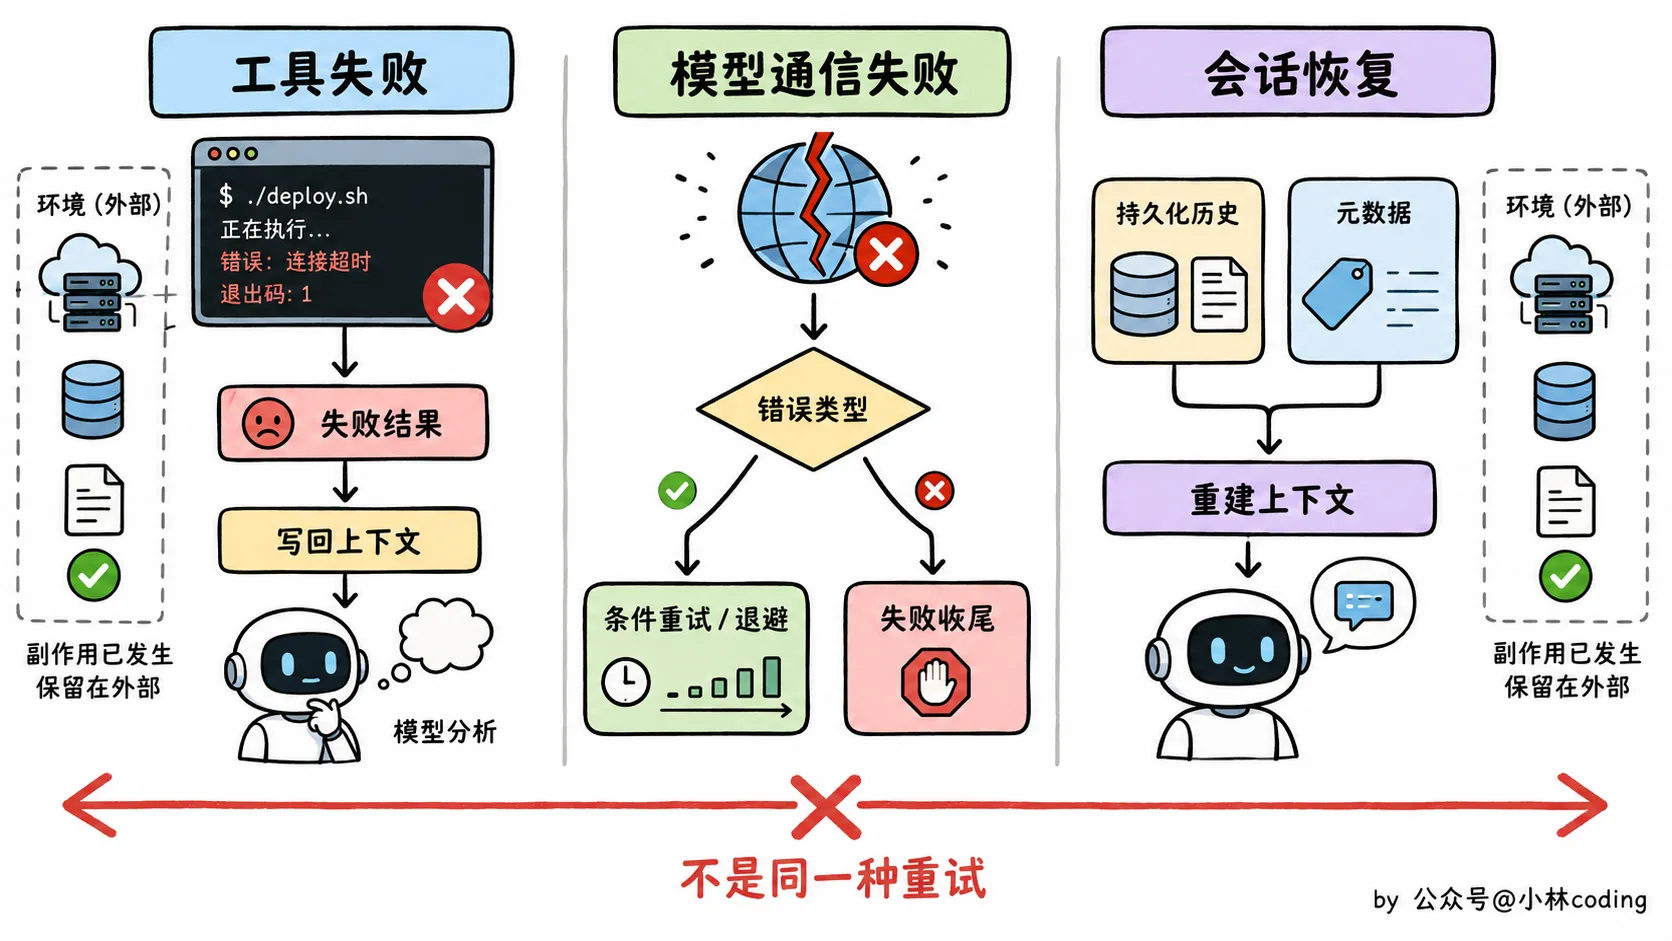 工具失败
环境（外部）
$ ./deploy.sh
正在执行...
错误：连接超时
退出码：1
失败结果
写回上下文
模型分析
副作用已发生
保留在外部
模型通信失败
错误类型
条件重试 / 退避
失败收尾
会话恢复
持久化历史
元数据
重建上下文
环境（外部）
副作用已发生
保留在外部
不是同一种重试
by 公众号@小林coding